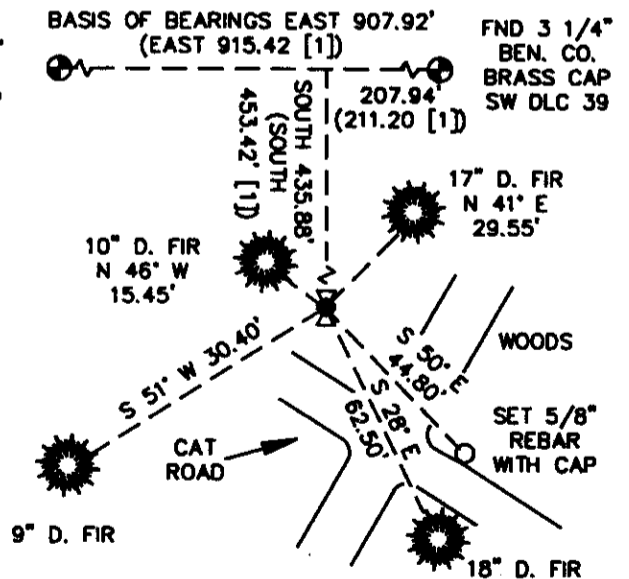 BASIS OF BEARINGS EAST 907.92'
(EAST 915.42 [1])
FND 3 1/4"
BEN. CO.
BRASS CAP
SW DLC 39
207.94'
(211.20 [1])
SOUTH 435.88'
(SOUTH
453.42' [1])
17" D. FIR
N 41° E
29.55'
10" D. FIR
N 46° W
15.45'
S 51° W 30.40'
S 50° E
44.80'
WOODS
S 28° E
62.50'
SET 5/8"
REBAR
WITH CAP
CAT
ROAD
9" D. FIR
18" D. FIR